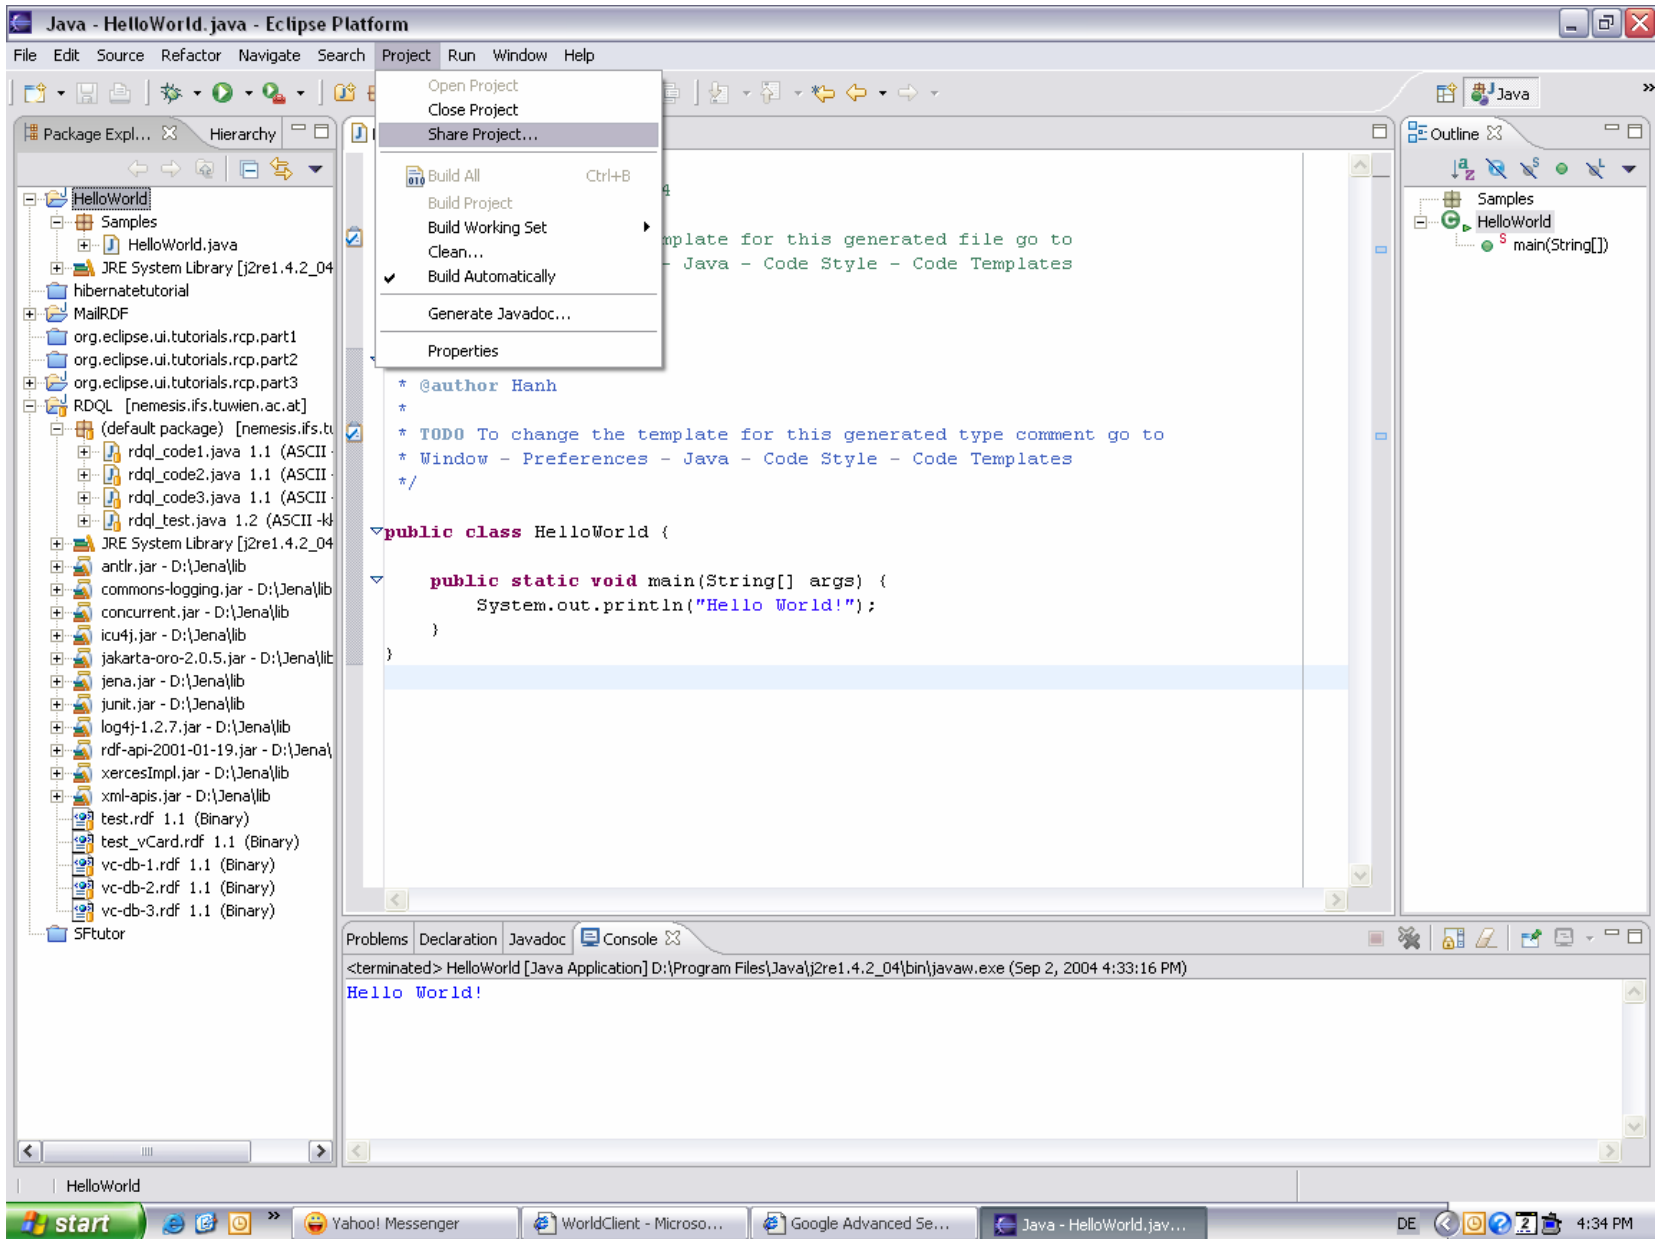 Java - HelloWorld.java - Eclipse Platform
File Edit Source Refactor Navigate Search Project Run Window Help
Open Project
Close Project
Share Project...
Build All Ctrl+B
Build Project
Build Working Set
Clean...
Build Automatically
Generate Javadoc...
Properties
Java
Package Expl... Hierarchy
HelloWorld
Samples
HelloWorld.java
JRE System Library [j2re1.4.2_04
hibernatetutorial
MailRDF
org.eclipse.ui.tutorials.rcp.part1
org.eclipse.ui.tutorials.rcp.part2
org.eclipse.ui.tutorials.rcp.part3
RDQL [nemesis.ifs.tuwien.ac.at]
(default package) [nemesis.ifs.tu
rdql_code1.java 1.1 (ASCII -
rdql_code2.java 1.1 (ASCII
rdql_code3.java 1.1 (ASCII
rdql_test.java 1.2 (ASCII -kk
JRE System Library [j2re1.4.2_04
antlr.jar - D:\Jena\lib
commons-logging.jar - D:\Jena\lib
concurrent.jar - D:\Jena\lib
icu4j.jar - D:\Jena\lib
jakarta-oro-2.0.5.jar - D:\Jena\lib
jena.jar - D:\Jena\lib
junit.jar - D:\Jena\lib
log4j-1.2.7.jar - D:\Jena\lib
rdf-api-2001-01-19.jar - D:\Jena\
xercesImpl.jar - D:\Jena\lib
xml-apis.jar - D:\Jena\lib
test.rdf 1.1 (Binary)
test_vCard.rdf 1.1 (Binary)
vc-db-1.rdf 1.1 (Binary)
vc-db-2.rdf 1.1 (Binary)
vc-db-3.rdf 1.1 (Binary)
SFtutor
4
mplate for this generated file go to
- Java - Code Style - Code Templates
* @author Hanh
*
* TODO To change the template for this generated type comment go to
* Window - Preferences - Java - Code Style - Code Templates
*/
public class HelloWorld {
public static void main(String[] args) {
System.out.println("Hello World!");
}
}
Outline
Samples
HelloWorld
main(String[])
Problems Declaration Javadoc Console
<terminated> HelloWorld [Java Application] D:\Program Files\Java\j2re1.4.2_04\bin\javaw.exe (Sep 2, 2004 4:33:16 PM)
Hello World!
HelloWorld
start Yahoo! Messenger WorldClient - Microso... Google Advanced Se... Java - HelloWorld.jav... DE 4:34 PM